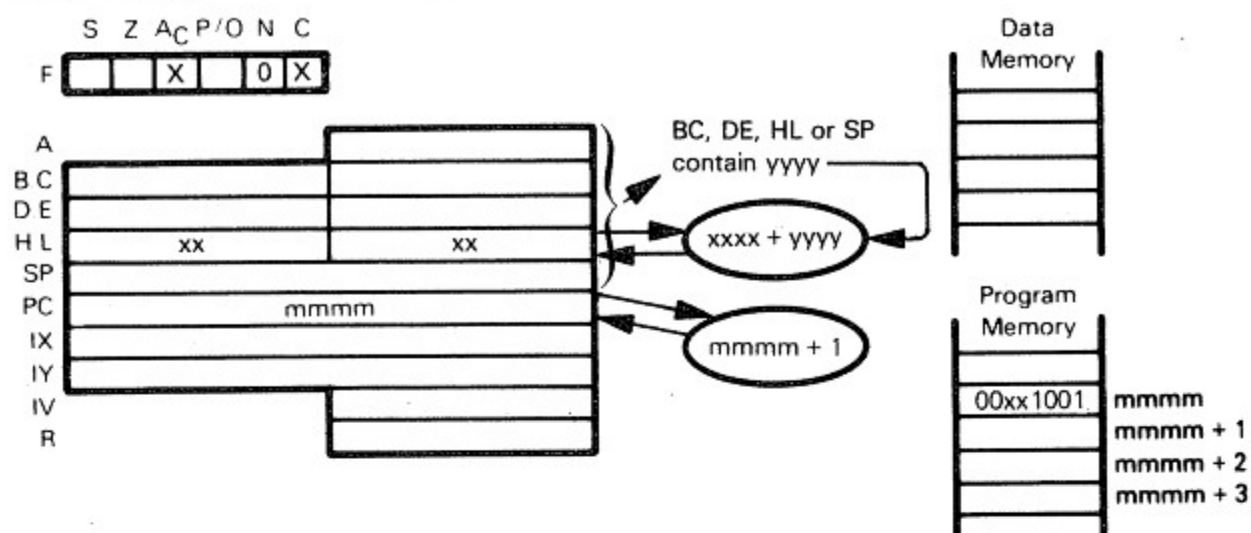 S Z AC P/O N C
F X 0 X
A
B C
D E
H L xx xx
SP
PC mmmm
IX
IY
IV
R
BC, DE, HL or SP
contain yyyy
xxxx + yyyy
mmmm + 1
Data
Memory
Program
Memory
00xx1001 mmmm
mmmm + 1
mmmm + 2
mmmm + 3